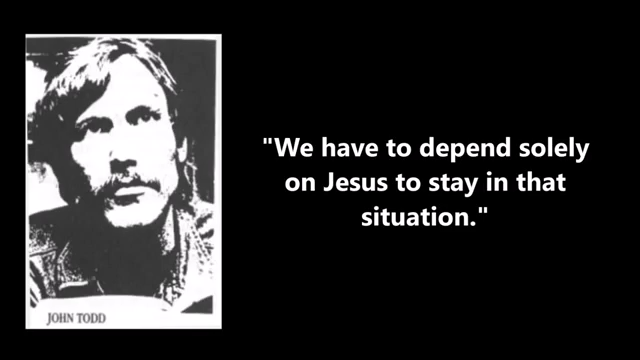 "We have to depend solely
on Jesus to stay in that
situation."
JOHN TODD